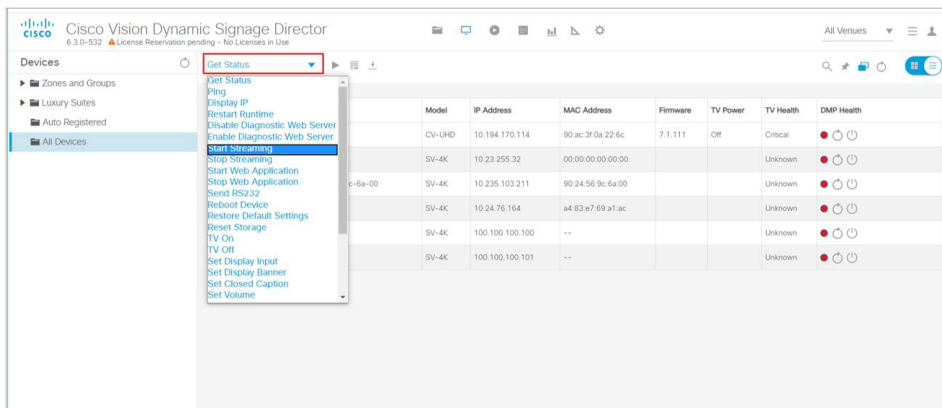 CISCO
Cisco Vision Dynamic Signage Director
6.3.0-532 License Reservation pending - No Licenses in Use
All Venues
Devices
Get Status
Zones and Groups
Luxury Suites
Auto Registered
All Devices
Get Status
Ping
Display IP
Restart Runtime
Disable Diagnostic Web Server
Enable Diagnostic Web Server
Start Streaming
Stop Streaming
Start Web Application
Stop Web Application
Send RS232
Reboot Device
Restore Default Settings
Reset Storage
TV On
TV Off
Set Display Input
Set Display Banner
Set Closed Caption
Set Volume
Model IP Address MAC Address Firmware TV Power TV Health DMP Health
CV-UHD 10.194.170.114 90:ac:3f:0a:22:6c 7.1.111 Off Critical
SV-4K 10.23.255.32 00:00:00:00:00:00 Unknown
c-6a-00 SV-4K 10.235.103.211 90:24:56:9c:6a:00 Unknown
SV-4K 10.24.76.164 a4:83:e7:69:a1:ac Unknown
SV-4K 100.100.100.100 -- Unknown
SV-4K 100.100.100.101 -- Unknown